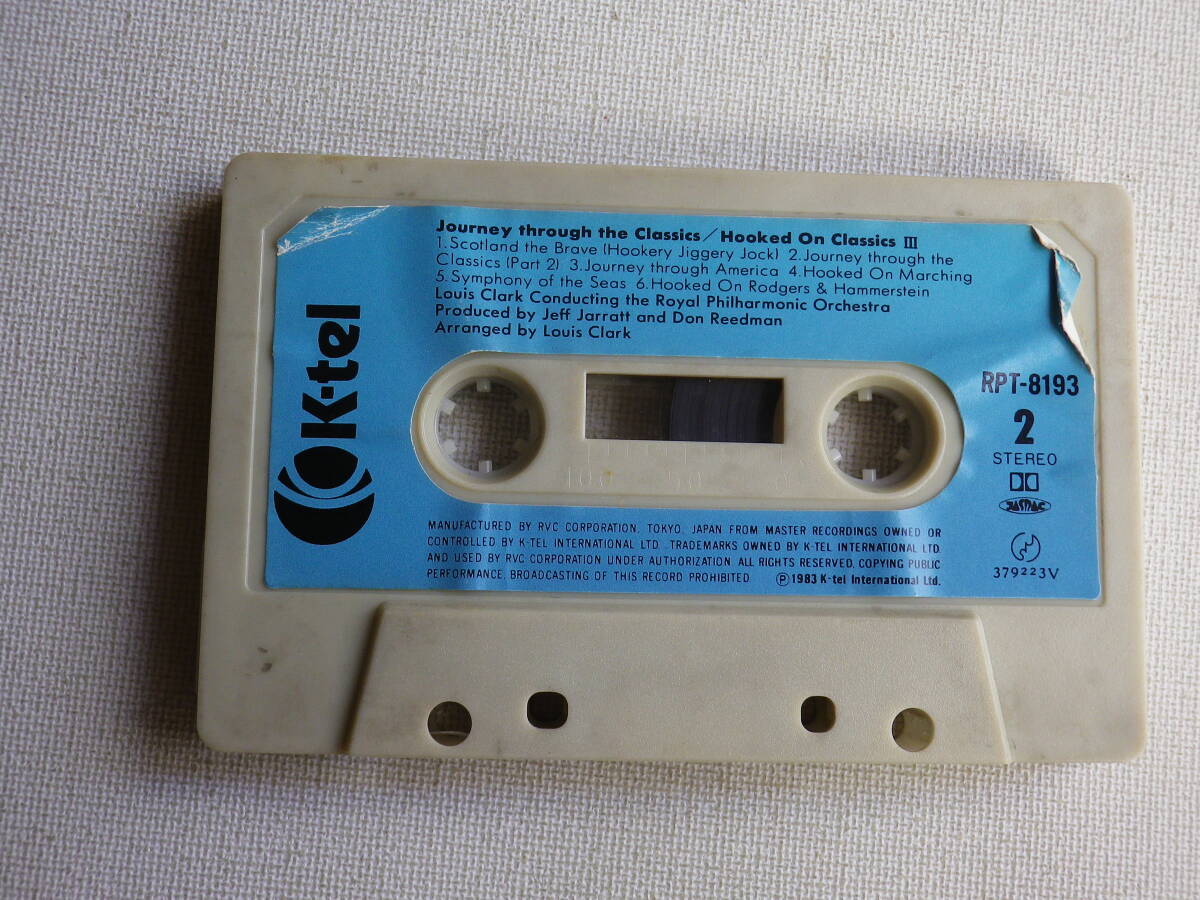 Journey through the Classics/Hooked On Classics III
1.Scotland the Brave (Hookery Jiggery Jock) 2.Journey through the
Classics (Part 2) 3.Journey through America 4.Hooked On Marching
5.Symphony of the Seas 6.Hooked On Rodgers & Hammerstein
Louis Clark Conducting the Royal Philharmonic Orchestra
Produced by Jeff Jarratt and Don Reedman
Arranged by Louis Clark
K-tel
RPT-8193
2
STEREO
JASRAC
379223V
100 50 0
MANUFACTURED BY RVC CORPORATION, TOKYO, JAPAN FROM MASTER RECORDINGS OWNED OR
CONTROLLED BY K-TEL INTERNATIONAL LTD. TRADEMARKS OWNED BY K-TEL INTERNATIONAL LTD.
AND USED BY RVC CORPORATION UNDER AUTHORIZATION. ALL RIGHTS RESERVED. COPYING PUBLIC
PERFORMANCE, BROADCASTING OF THIS RECORD PROHIBITED Ⓟ1983 K-tel International Ltd.